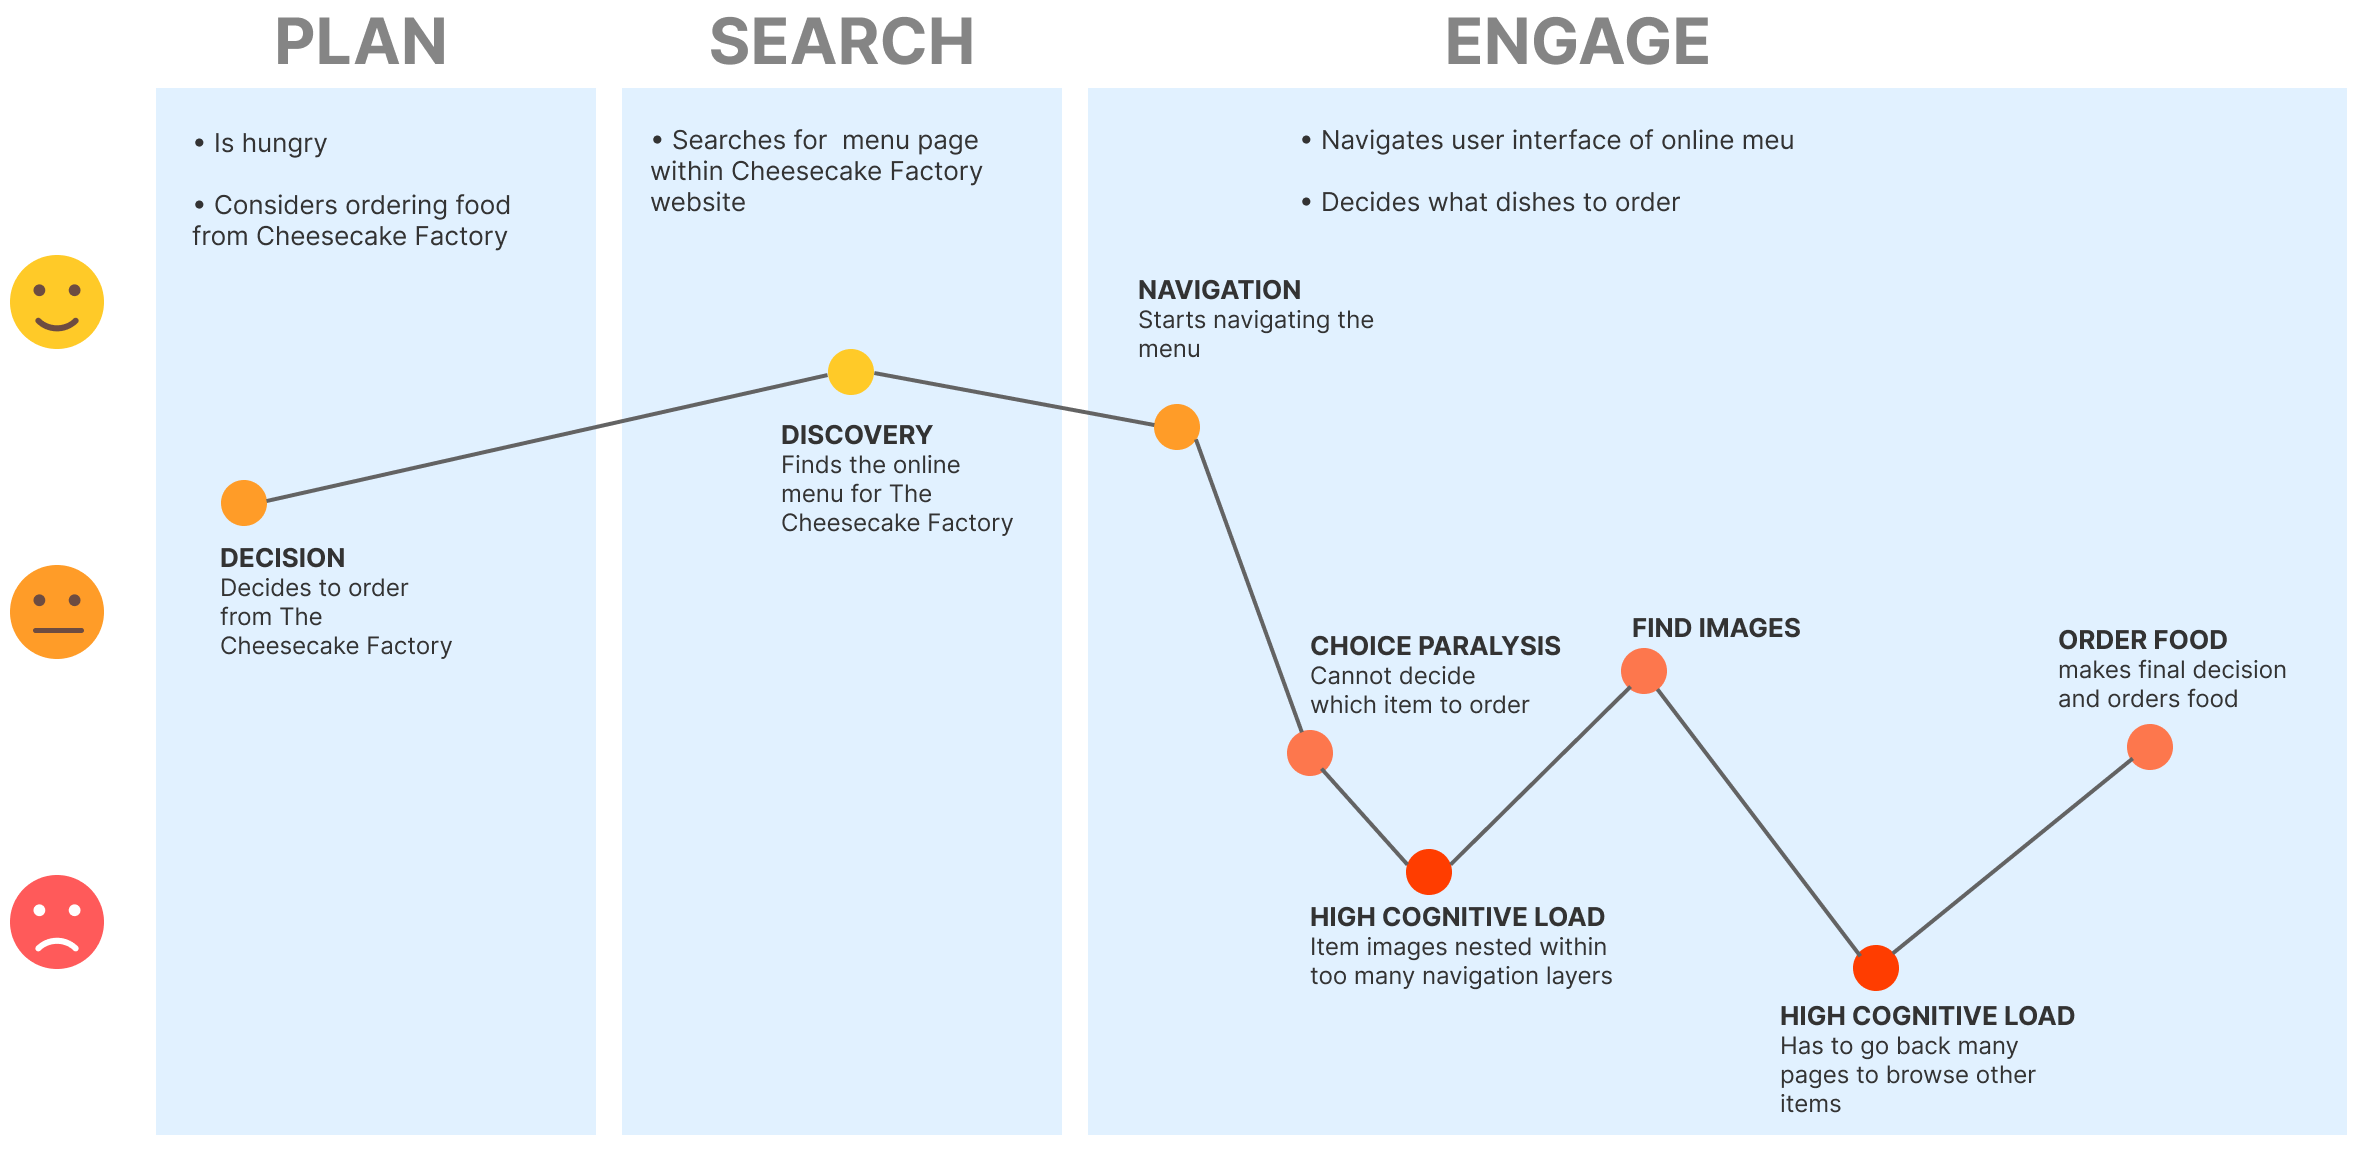 PLAN
SEARCH
ENGAGE
• Is hungry
• Considers ordering food
from Cheesecake Factory
• Searches for  menu page
within Cheesecake Factory
website
• Navigates user interface of online meu
• Decides what dishes to order
DECISION
Decides to order
from The
Cheesecake Factory
DISCOVERY
Finds the online
menu for The
Cheesecake Factory
NAVIGATION
Starts navigating the
menu
CHOICE PARALYSIS
Cannot decide
which item to order
HIGH COGNITIVE LOAD
Item images nested within
too many navigation layers
FIND IMAGES
HIGH COGNITIVE LOAD
Has to go back many
pages to browse other
items
ORDER FOOD
makes final decision
and orders food